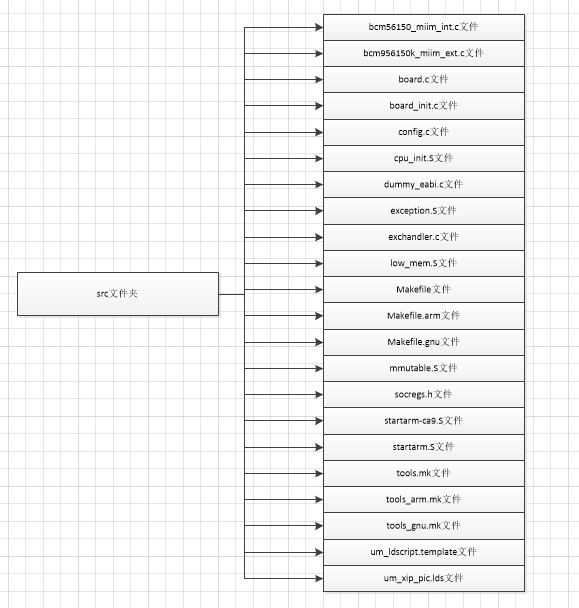 bcm56150_miim_int.c文件
bcm956150k_miim_ext.c文件
board.c文件
board_init.c文件
config.c文件
cpu_init.S文件
dummy_eabi.c文件
exception.S文件
exchandler.c文件
low_mem.S文件
src文件夹
Makefile文件
Makefile.arm文件
Makefile.gnu文件
mmutable.S文件
socregs.h文件
startarm-ca9.S文件
startarm.S文件
tools.mk文件
tools_arm.mk文件
tools_gnu.mk文件
um_ldscript.template文件
um_xip_pic.lds文件